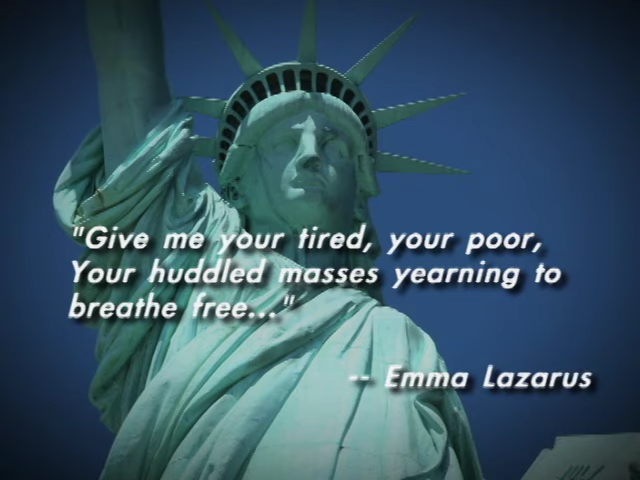 "Give me your tired, your poor,
Your huddled masses yearning to
breathe free..."
-- Emma Lazarus